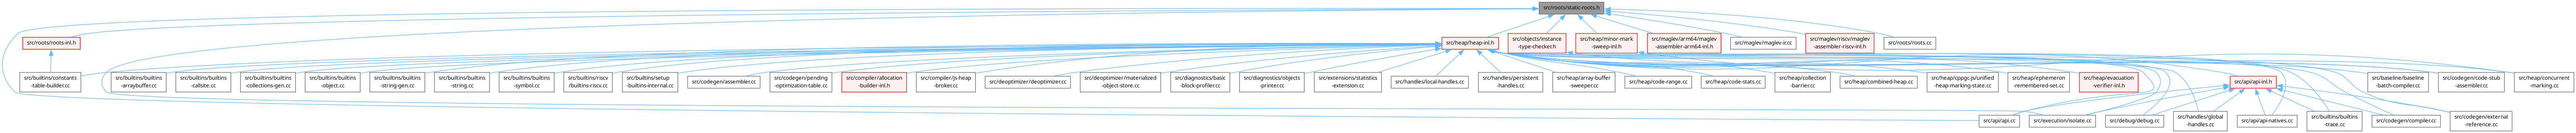 src/roots/static-roots.h
src/roots/roots-inl.h
src/heap/heap-inl.h
src/objects/instance
-type-checker.h
src/heap/minor-mark
-sweep-inl.h
src/maglev/arm64/maglev
-assembler-arm64-inl.h
src/maglev/maglev-ir.cc
src/maglev/riscv/maglev
-assembler-riscv-inl.h
src/roots/roots.cc
src/builtins/constants
-table-builder.cc
src/builtins/builtins
-arraybuffer.cc
src/builtins/builtins
-callsite.cc
src/builtins/builtins
-collections-gen.cc
src/builtins/builtins
-object.cc
src/builtins/builtins
-string-gen.cc
src/builtins/builtins
-string.cc
src/builtins/builtins
-symbol.cc
src/builtins/riscv
/builtins-riscv.cc
src/builtins/setup
-builtins-internal.cc
src/codegen/assembler.cc
src/codegen/pending
-optimization-table.cc
src/compiler/allocation
-builder-inl.h
src/compiler/js-heap
-broker.cc
src/deoptimizer/deoptimizer.cc
src/deoptimizer/materialized
-object-store.cc
src/diagnostics/basic
-block-profiler.cc
src/diagnostics/objects
-printer.cc
src/extensions/statistics
-extension.cc
src/handles/local-handles.cc
src/handles/persistent
-handles.cc
src/heap/array-buffer
-sweeper.cc
src/heap/code-range.cc
src/heap/code-stats.cc
src/heap/collection
-barrier.cc
src/heap/combined-heap.cc
src/heap/cppgc-js/unified
-heap-marking-state.cc
src/heap/ephemeron
-remembered-set.cc
src/heap/evacuation
-verifier-inl.h
src/api/api-inl.h
src/baseline/baseline
-batch-compiler.cc
src/codegen/code-stub
-assembler.cc
src/heap/concurrent
-marking.cc
src/api/api.cc
src/execution/isolate.cc
src/debug/debug.cc
src/handles/global
-handles.cc
src/api/api-natives.cc
src/builtins/builtins
-trace.cc
src/codegen/compiler.cc
src/codegen/external
-reference.cc